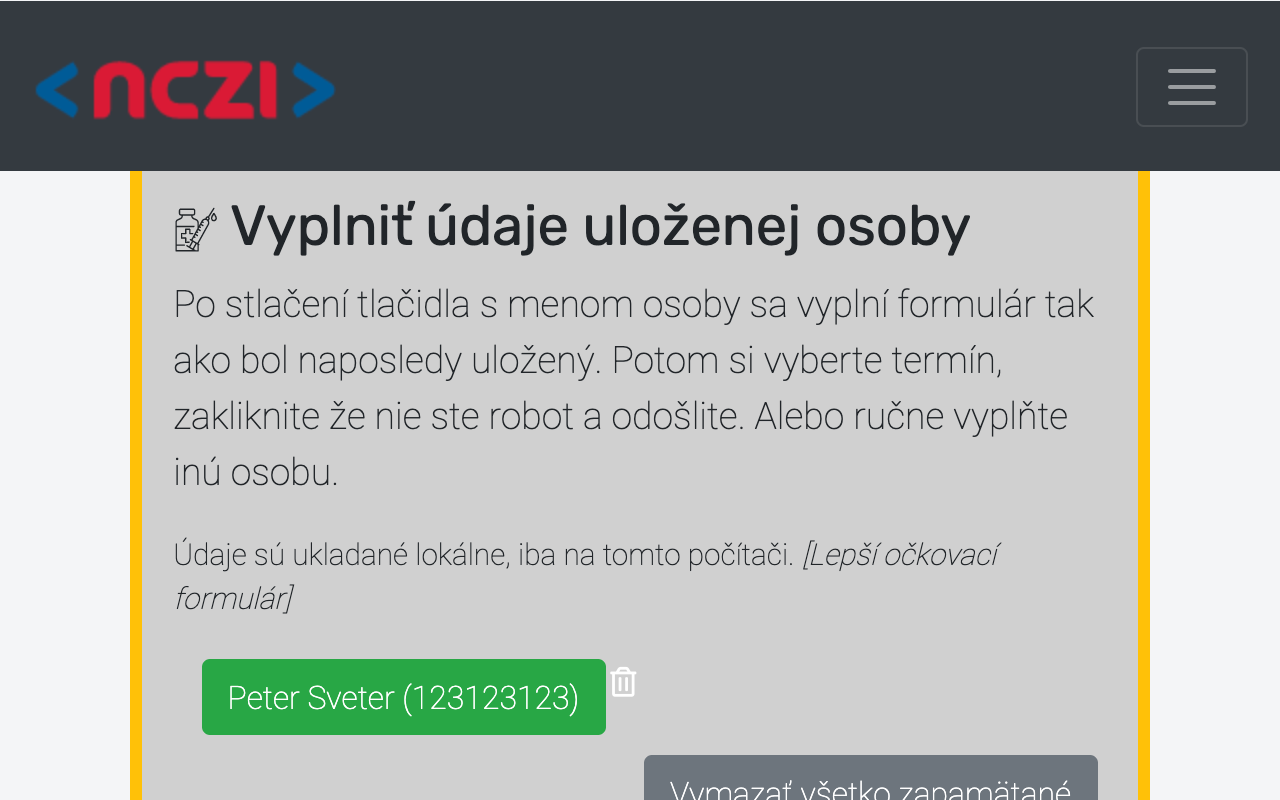 <nczi>
Vyplniť údaje uloženej osoby
Po stlačení tlačidla s menom osoby sa vyplní formulár tak
ako bol naposledy uložený. Potom si vyberte termín,
zakliknite že nie ste robot a odošlite. Alebo ručne vyplňte
inú osobu.
Údaje sú ukladané lokálne, iba na tomto počítači. [Lepší očkovací
formulár]
Peter Sveter (123123123)
Vymazať všetko zapamätané